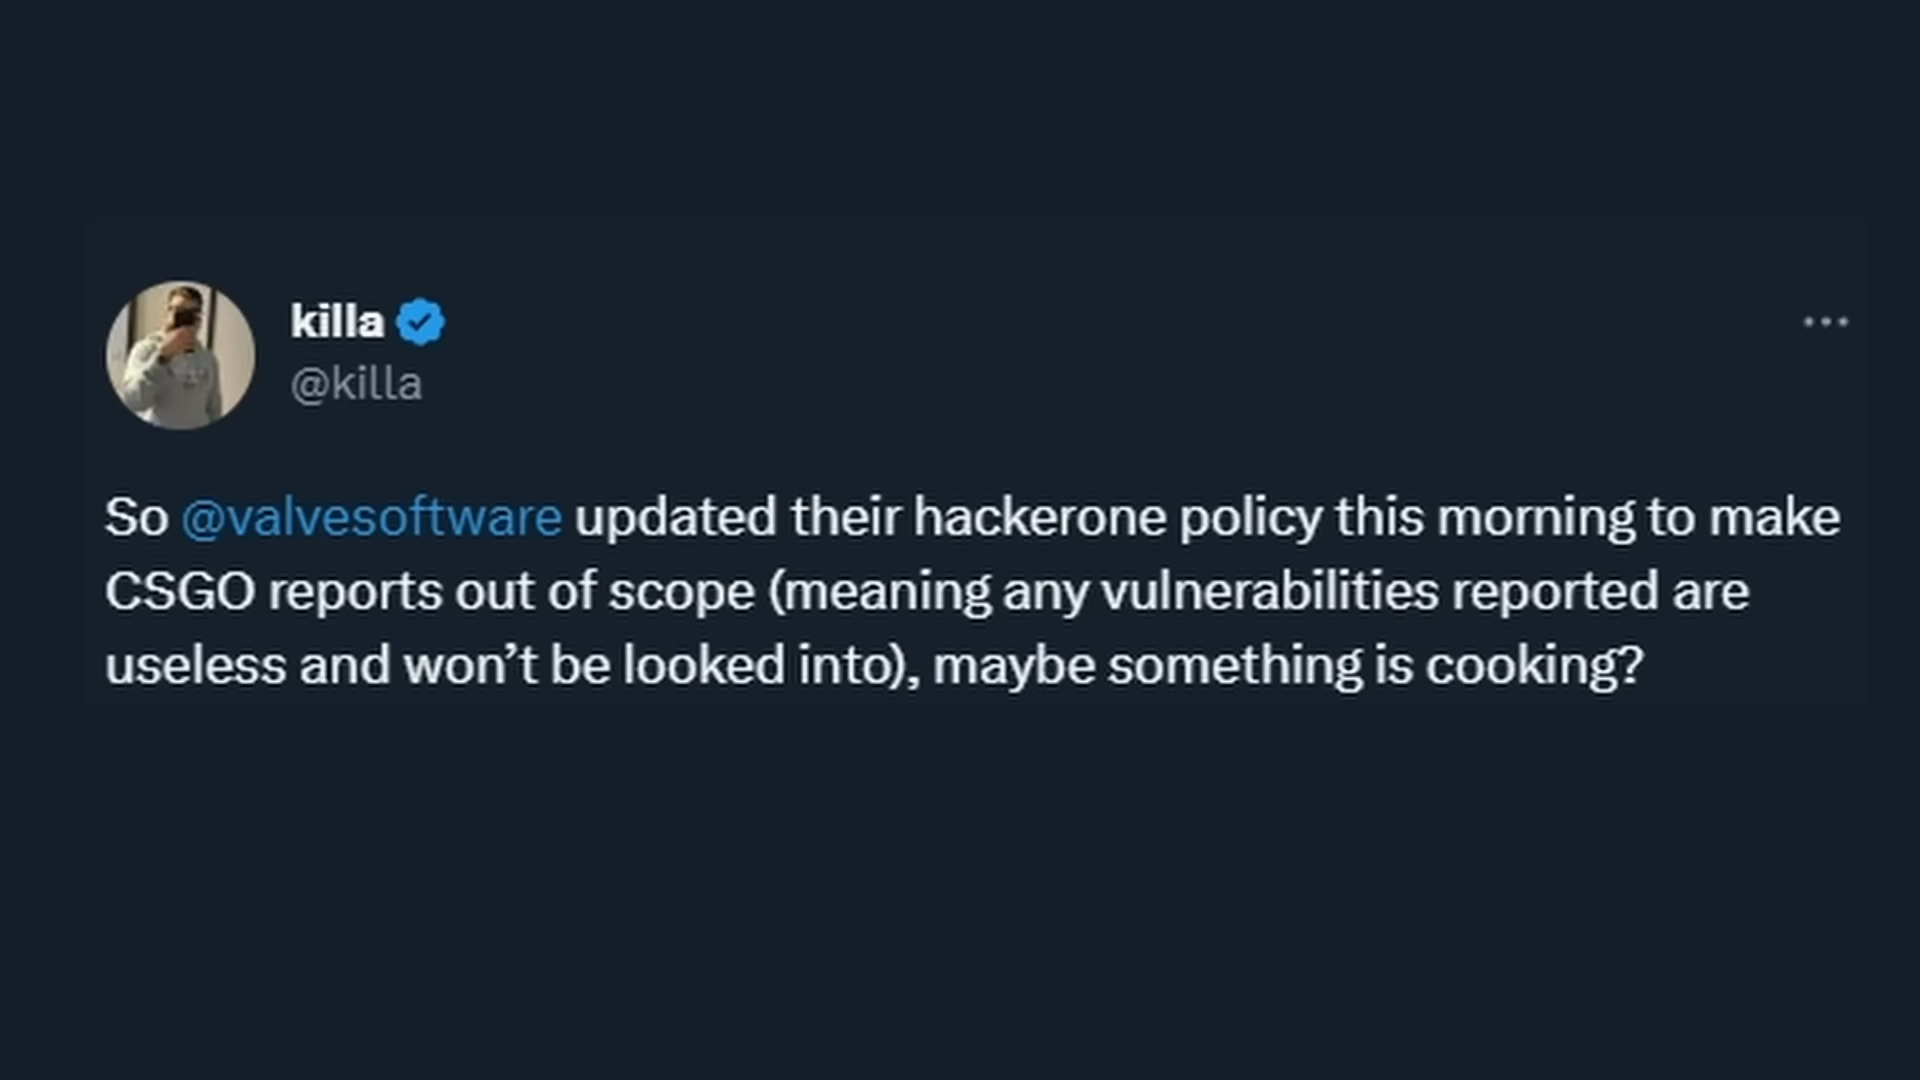 killa
@killa
So @valvesoftware updated their hackerone policy this morning to make
CSGO reports out of scope (meaning any vulnerabilities reported are
useless and won’t be looked into), maybe something is cooking?